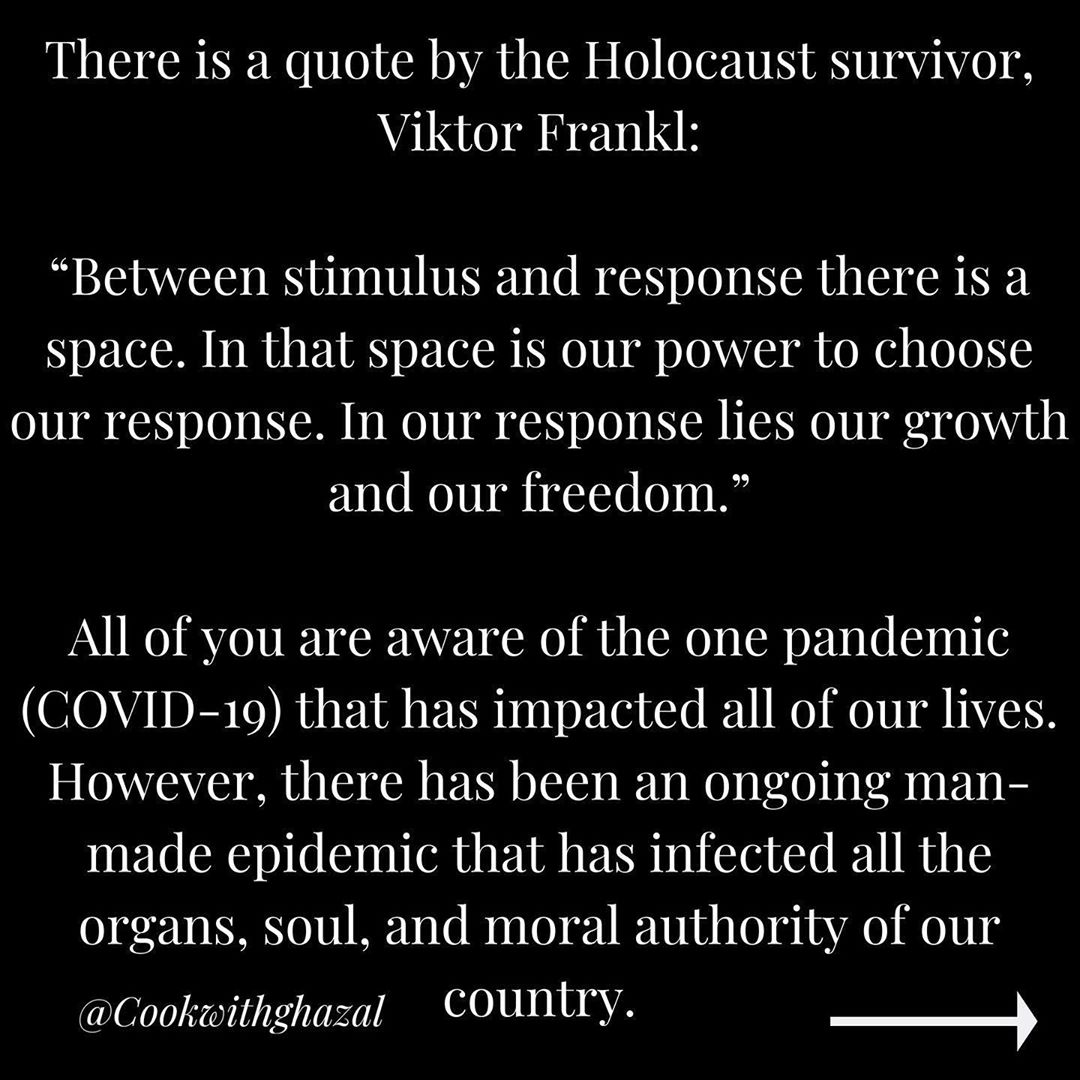 There is a quote by the Holocaust survivor,
Viktor Frankl:
“Between stimulus and response there is a
space. In that space is our power to choose
our response. In our response lies our growth
and our freedom.”
All of you are aware of the one pandemic
(COVID-19) that has impacted all of our lives.
However, there has been an ongoing man-
made epidemic that has infected all the
organs, soul, and moral authority of our
country.
@Cookwithghazal